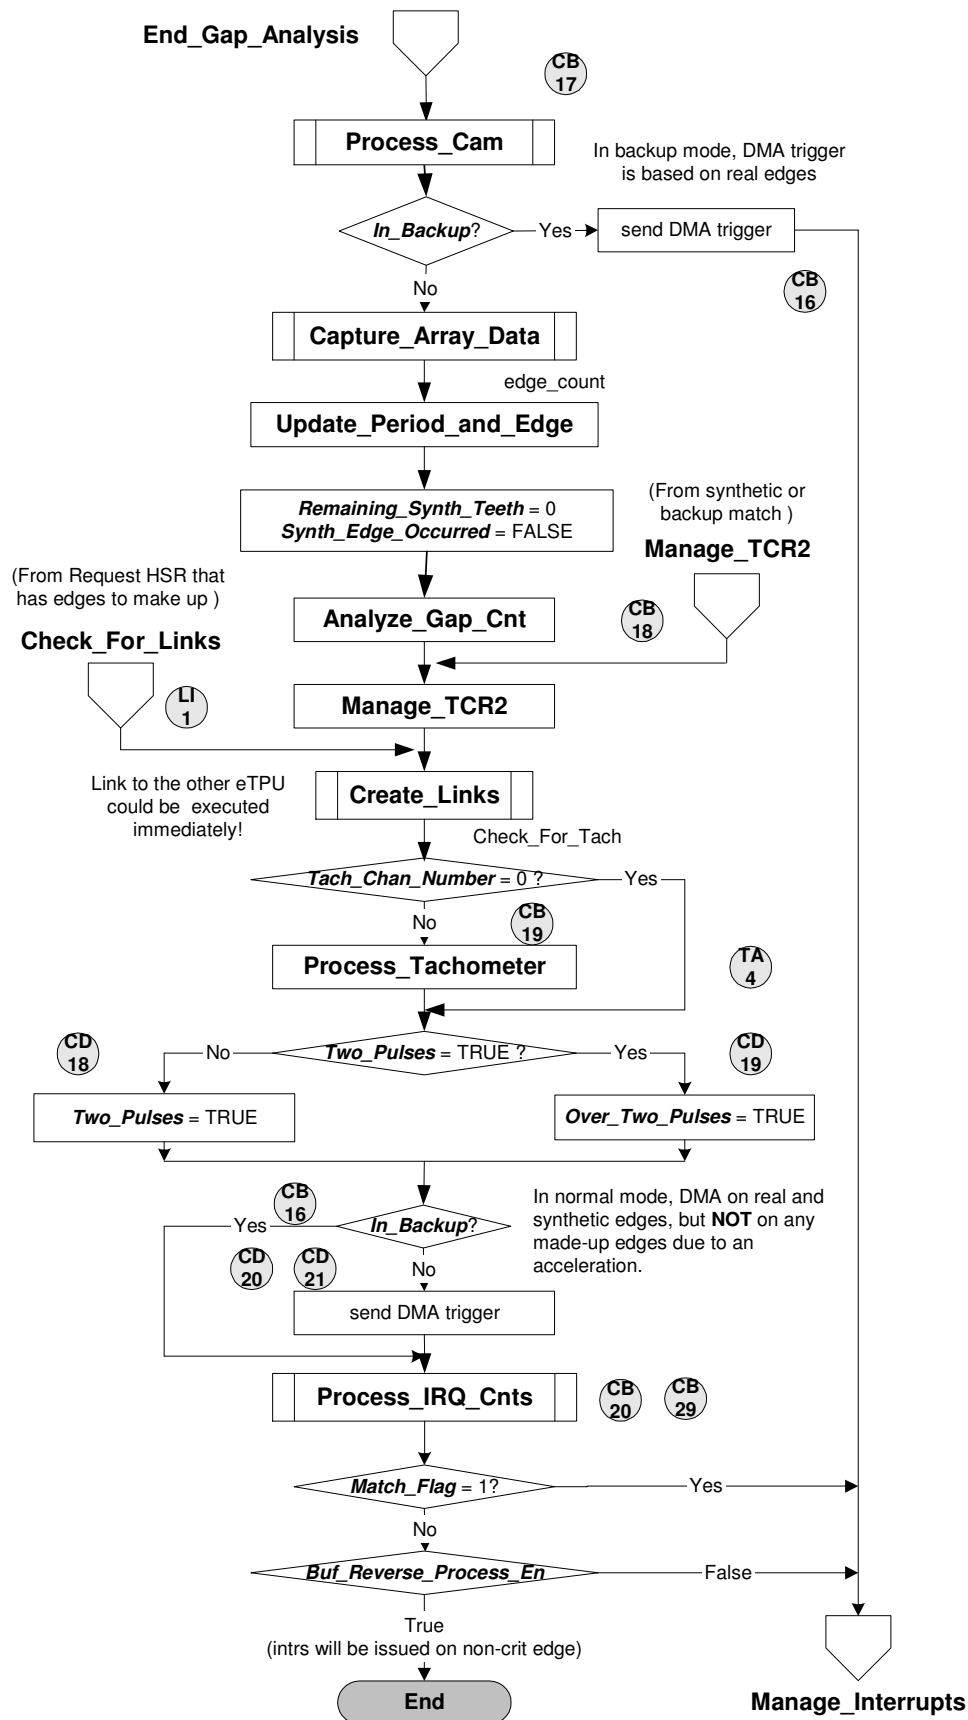 End_Gap_Analysis
CB
17
Process_Cam
In backup mode, DMA trigger
is based on real edges
In_Backup?
Yes
send DMA trigger
CB
16
No
Capture_Array_Data
edge_count
Update_Period_and_Edge
Remaining_Synth_Teeth = 0
Synth_Edge_Occurred = FALSE
(From synthetic or
backup match )
Manage_TCR2
(From Request HSR that
has edges to make up )
Check_For_Links
Analyze_Gap_Cnt
CB
18
LI
1
Manage_TCR2
Link to the other eTPU
could be  executed
immediately!
Create_Links
Check_For_Tach
Tach_Chan_Number = 0 ?
Yes
No
CB
19
Process_Tachometer
TA
4
CD
18
No
Two_Pulses = TRUE ?
Yes
CD
19
Two_Pulses = TRUE
Over_Two_Pulses = TRUE
CB
16
Yes
In_Backup?
In normal mode, DMA on real and
synthetic edges, but NOT on any
made-up edges due to an
acceleration.
CD
20
CD
21
No
send DMA trigger
Process_IRQ_Cnts
CB
20
CB
29
Match_Flag = 1?
Yes
No
Buf_Reverse_Process_En
False
True
(intrs will be issued on non-crit edge)
End
Manage_Interrupts